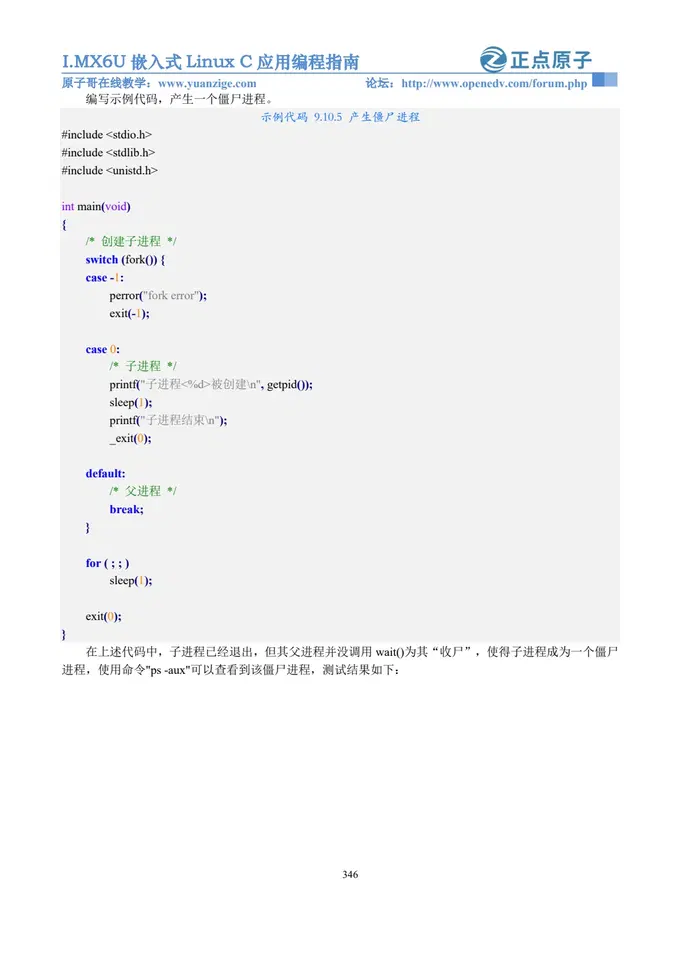 I.MX6U 嵌入式 Linux C 应用编程指南
正点原子
原子哥在线教学：www.yuanzige.com 论坛：http://www.openedv.com/forum.php
编写示例代码，产生一个僵尸进程。
示例代码 9.10.5 产生僵尸进程
#include <stdio.h>
#include <stdlib.h>
#include <unistd.h>
int main(void)
{
/* 创建子进程 */
switch (fork()) {
case -1:
perror("fork error");
exit(-1);
case 0:
/* 子进程 */
printf("子进程<%d>被创建\n", getpid());
sleep(1);
printf("子进程结束\n");
_exit(0);
default:
/* 父进程 */
break;
}
for ( ; ; )
sleep(1);
exit(0);
}
在上述代码中，子进程已经退出，但其父进程并没调用 wait()为其“收尸”，使得子进程成为一个僵尸
进程，使用命令"ps -aux"可以查看到该僵尸进程，测试结果如下：
346